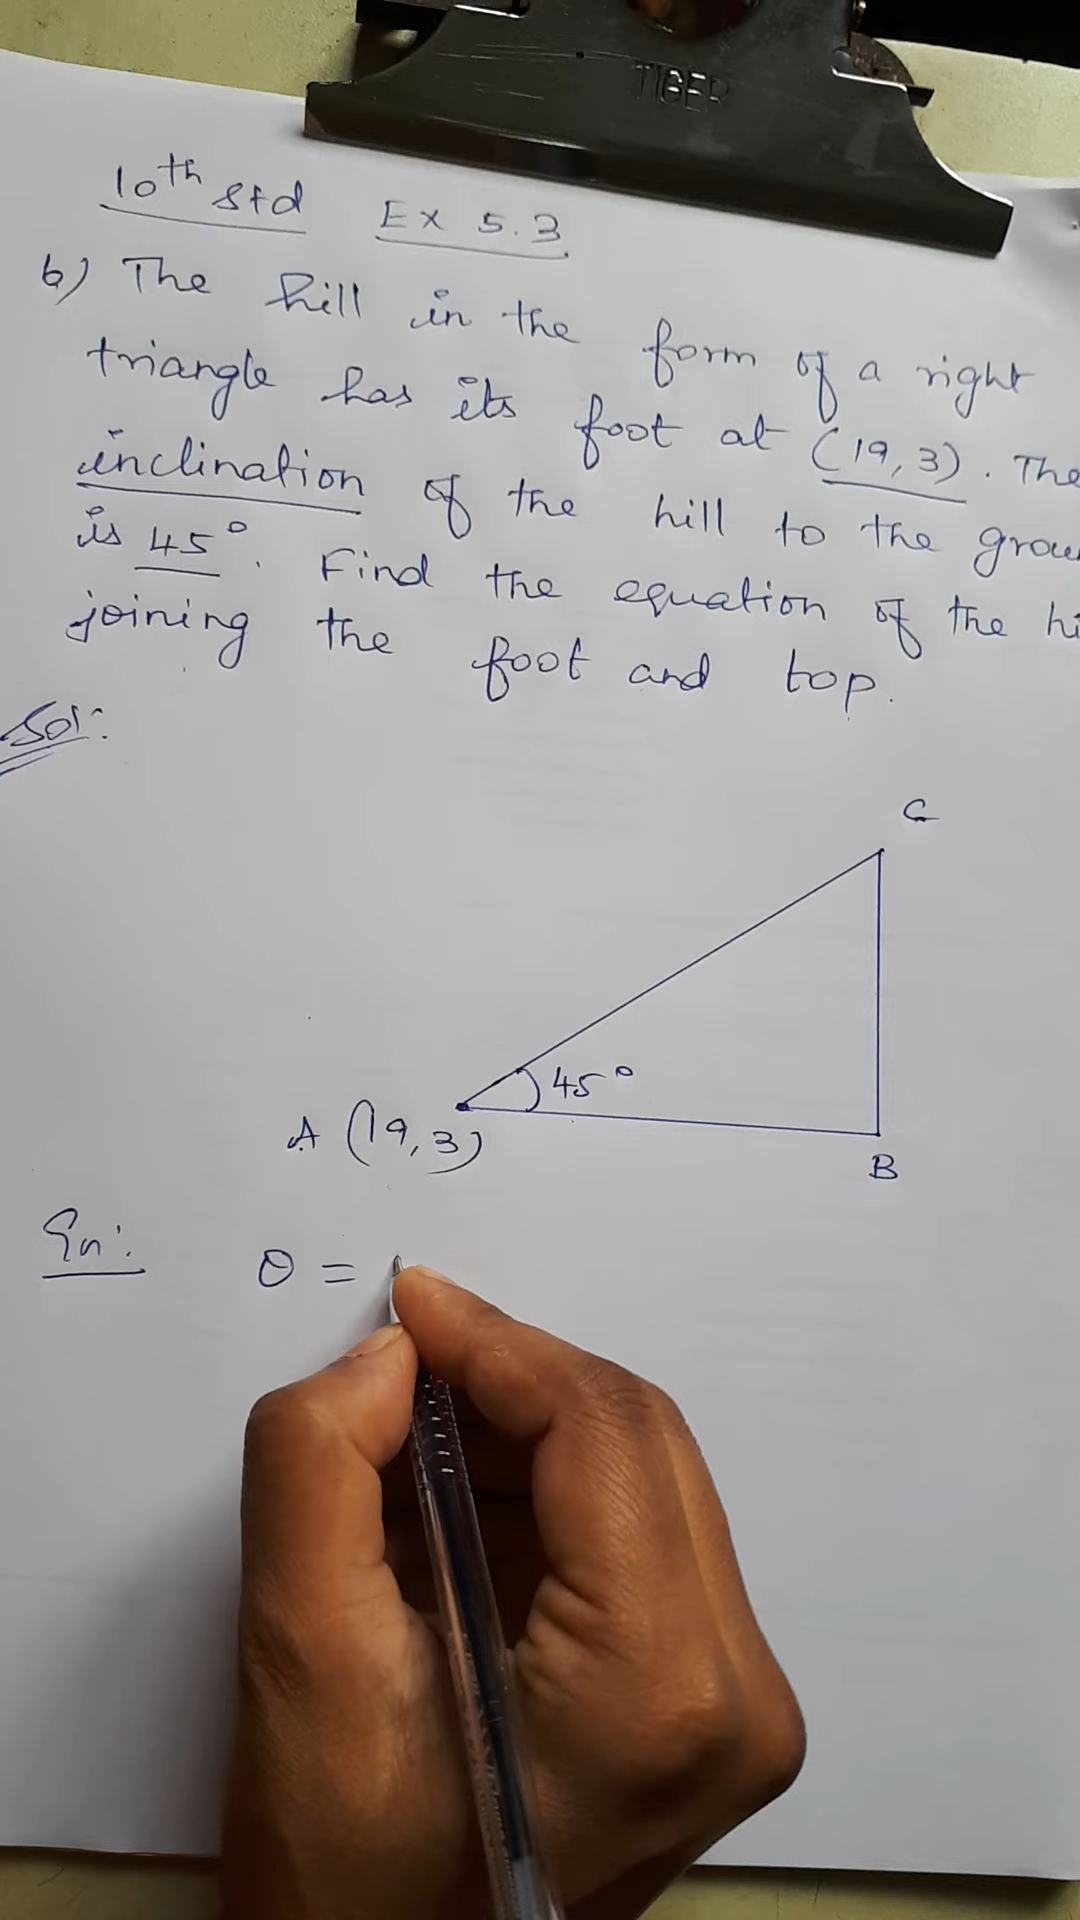 TIGER
10th std Ex 5.3
6) The hill in the form of a right
triangle has its foot at (19,3). The
inclination of the hill to the
is 45°. Find the equation of the
joining the foot and top.
Sol:
C
45°
A (19,3)
B
Gn:
θ =